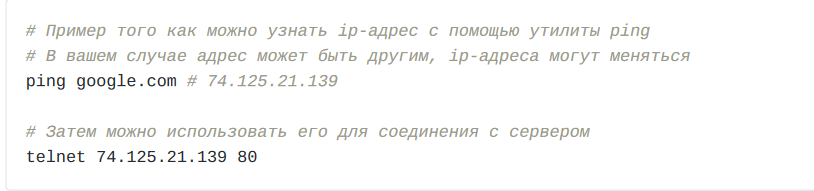 # Пример того как можно узнать ip-адрес с помощью утилиты ping
# В вашем случае адрес может быть другим, ip-адреса могут меняться
ping google.com # 74.125.21.139
# Затем можно использовать его для соединения с сервером
telnet 74.125.21.139 80